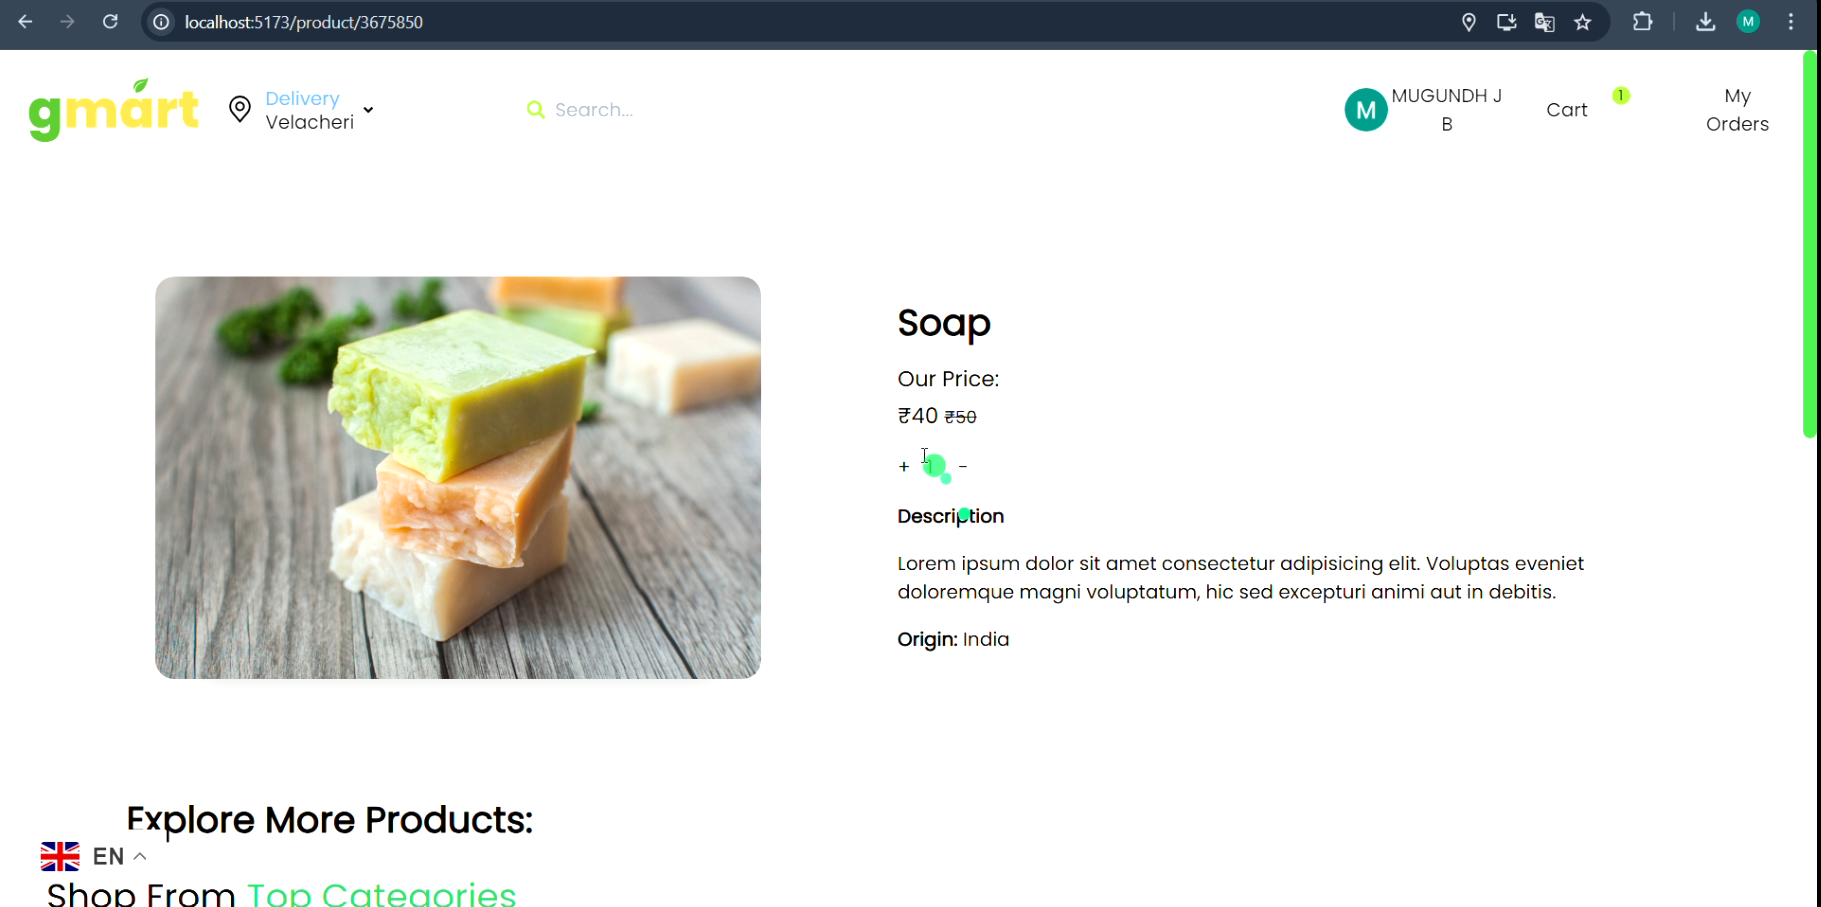 localhost:5173/product/3675850
M
gmart
Delivery
Velacheri
Search...
M
MUGUNDH J
B
Cart
1
My
Orders
Soap
Our Price:
₹40 ₹50
+ 1 -
Description
Lorem ipsum dolor sit amet consectetur adipisicing elit. Voluptas eveniet
doloremque magni voluptatum, hic sed excepturi animi aut in debitis.
Origin: India
Explore More Products:
EN
Shop From Top Categories